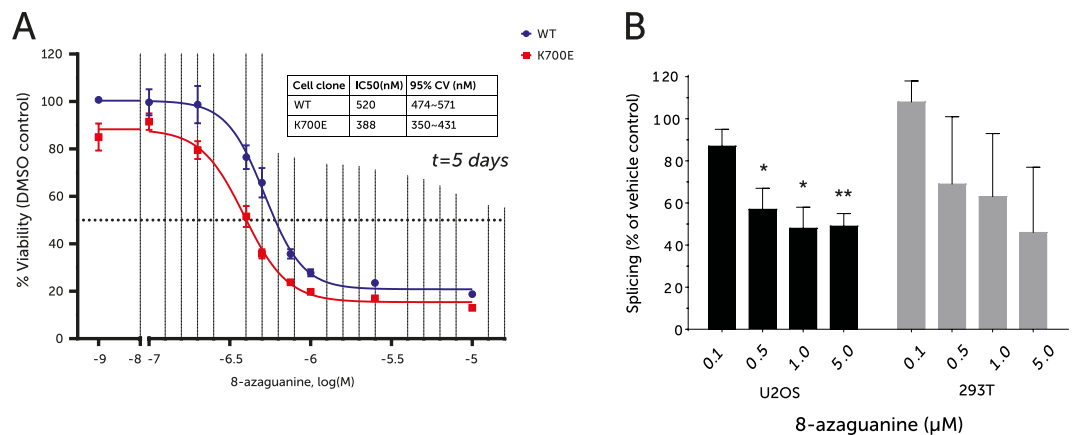 A
WT
K700E
% Viability (DMSO control)
120
100
80
60
40
20
0
Cell clone IC50(nM) 95% CV (nM)
WT 520 474~571
K700E 388 350~431
t=5 days
-9 -8 -7 -6.5 -6 -5.5 -5
8-azaguanine, log(M)
B
Splicing (% of vehicle control)
120
100
80
60
40
20
0
* * **
0.1 0.5 1.0 5.0 0.1 0.5 1.0 5.0
U2OS 293T
8-azaguanine (µM)